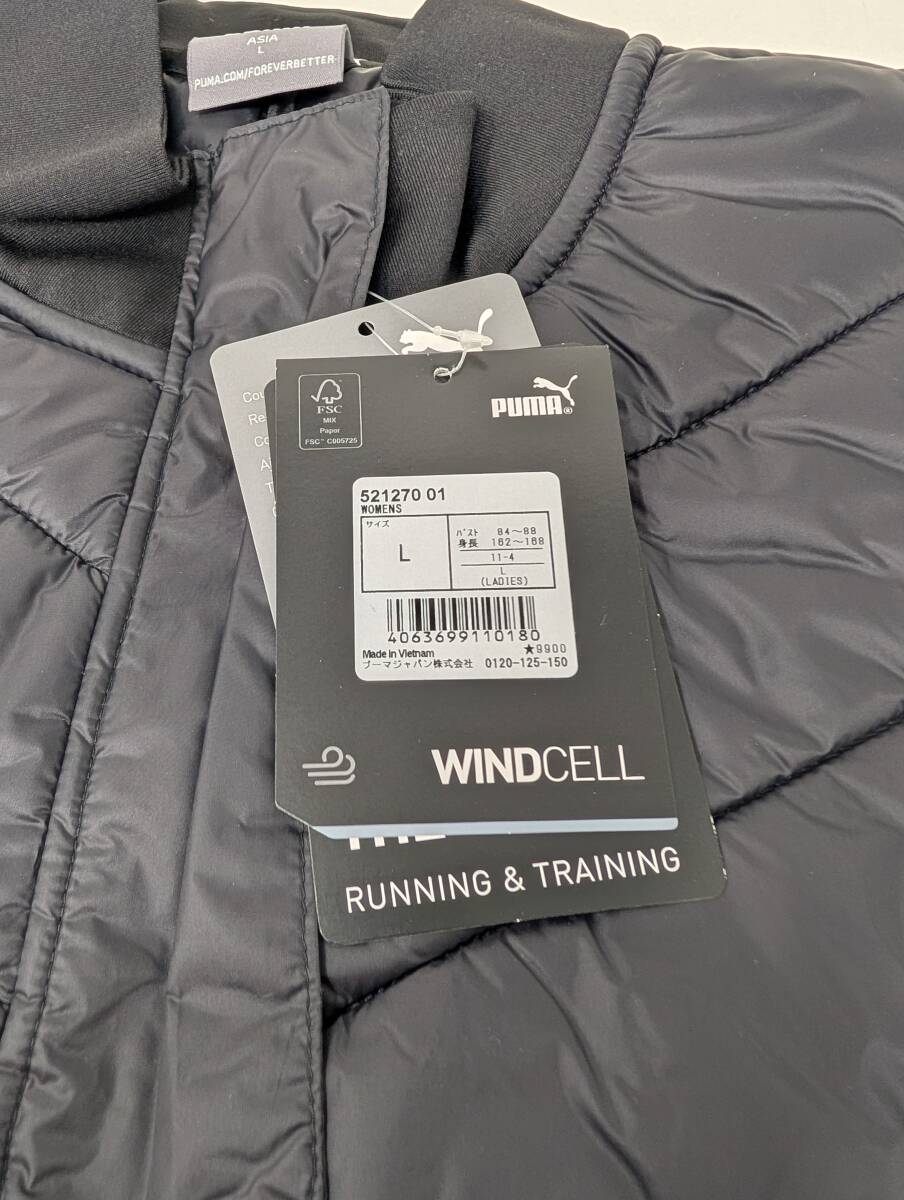 ASIA
L
PUMA.COM/FOREVERBETTER
FSC
MIX
Paper
FSC™ C005725
PUMA®
521270 01
WOMENS
サイズ
L
バスト 84～88
身長 162～168
11-4
L
(LADIES)
4063699110180
★9900
Made in Vietnam
プーマジャパン株式会社 0120-125-150
WINDCELL
RUNNING & TRAINING